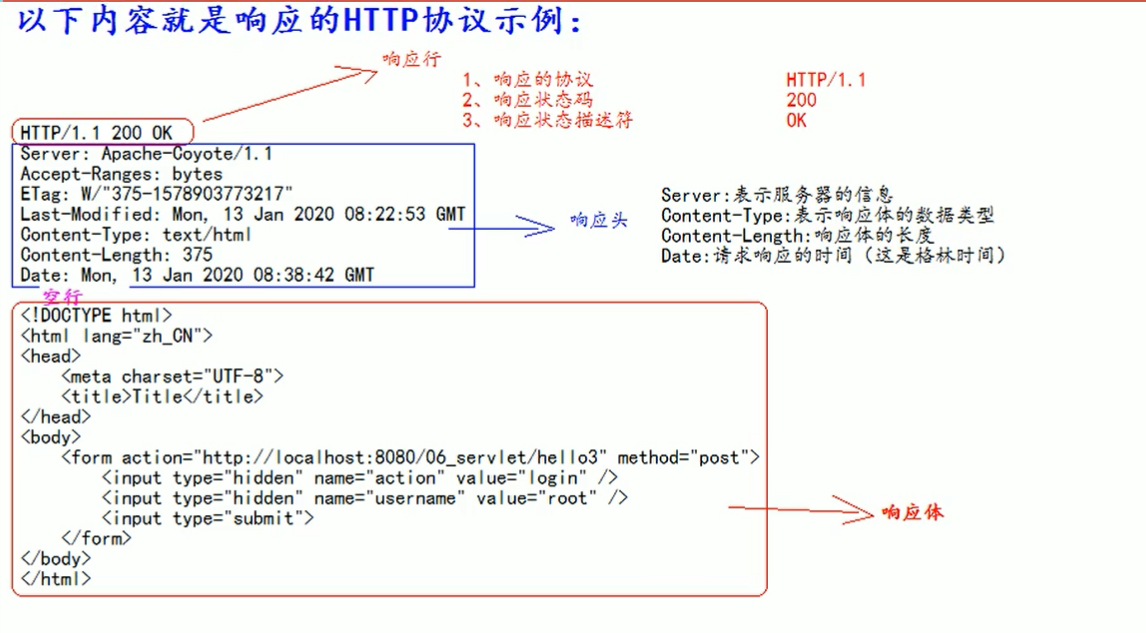 以下内容就是响应的HTTP协议示例：
响应行
1、响应的协议 HTTP/1.1
2、响应状态码 200
3、响应状态描述符 OK
HTTP/1.1 200 OK
Server: Apache-Coyote/1.1
Accept-Ranges: bytes
ETag: W/"375-1578903773217"
Last-Modified: Mon, 13 Jan 2020 08:22:53 GMT
Content-Type: text/html
Content-Length: 375
Date: Mon, 13 Jan 2020 08:38:42 GMT
响应头
Server:表示服务器的信息
Content-Type:表示响应体的数据类型
Content-Length:响应体的长度
Date:请求响应的时间（这是格林时间）
空行
<!DOCTYPE html>
<html lang="zh_CN">
<head>
    <meta charset="UTF-8">
    <title>Title</title>
</head>
<body>
    <form action="http://localhost:8080/06_servlet/hello3" method="post">
        <input type="hidden" name="action" value="login" />
        <input type="hidden" name="username" value="root" />
        <input type="submit">
    </form>
</body>
</html>
响应体